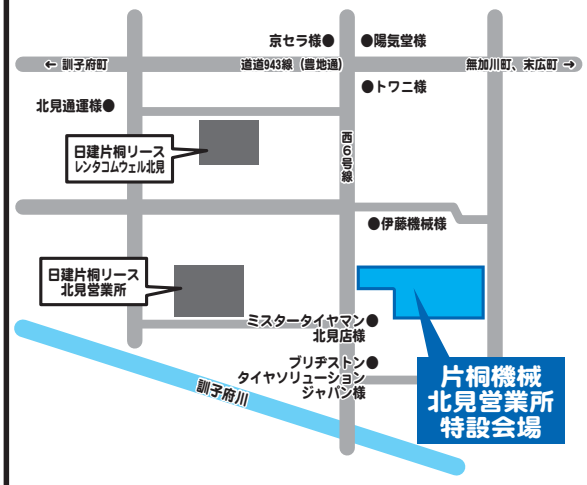 京セラ様●
●陽気堂様
← 訓子府町
道道943線（豊地通）
無加川町、末広町 →
●トワニ様
北見通運様●
日建片桐リース
レンタコムウェル北見
西6号線
●伊藤機械様
日建片桐リース
北見営業所
ミスタータイヤマン●
北見店様
ブリヂストン●
タイヤソリューション
ジャパン様
訓子府川
片桐機械
北見営業所
特設会場